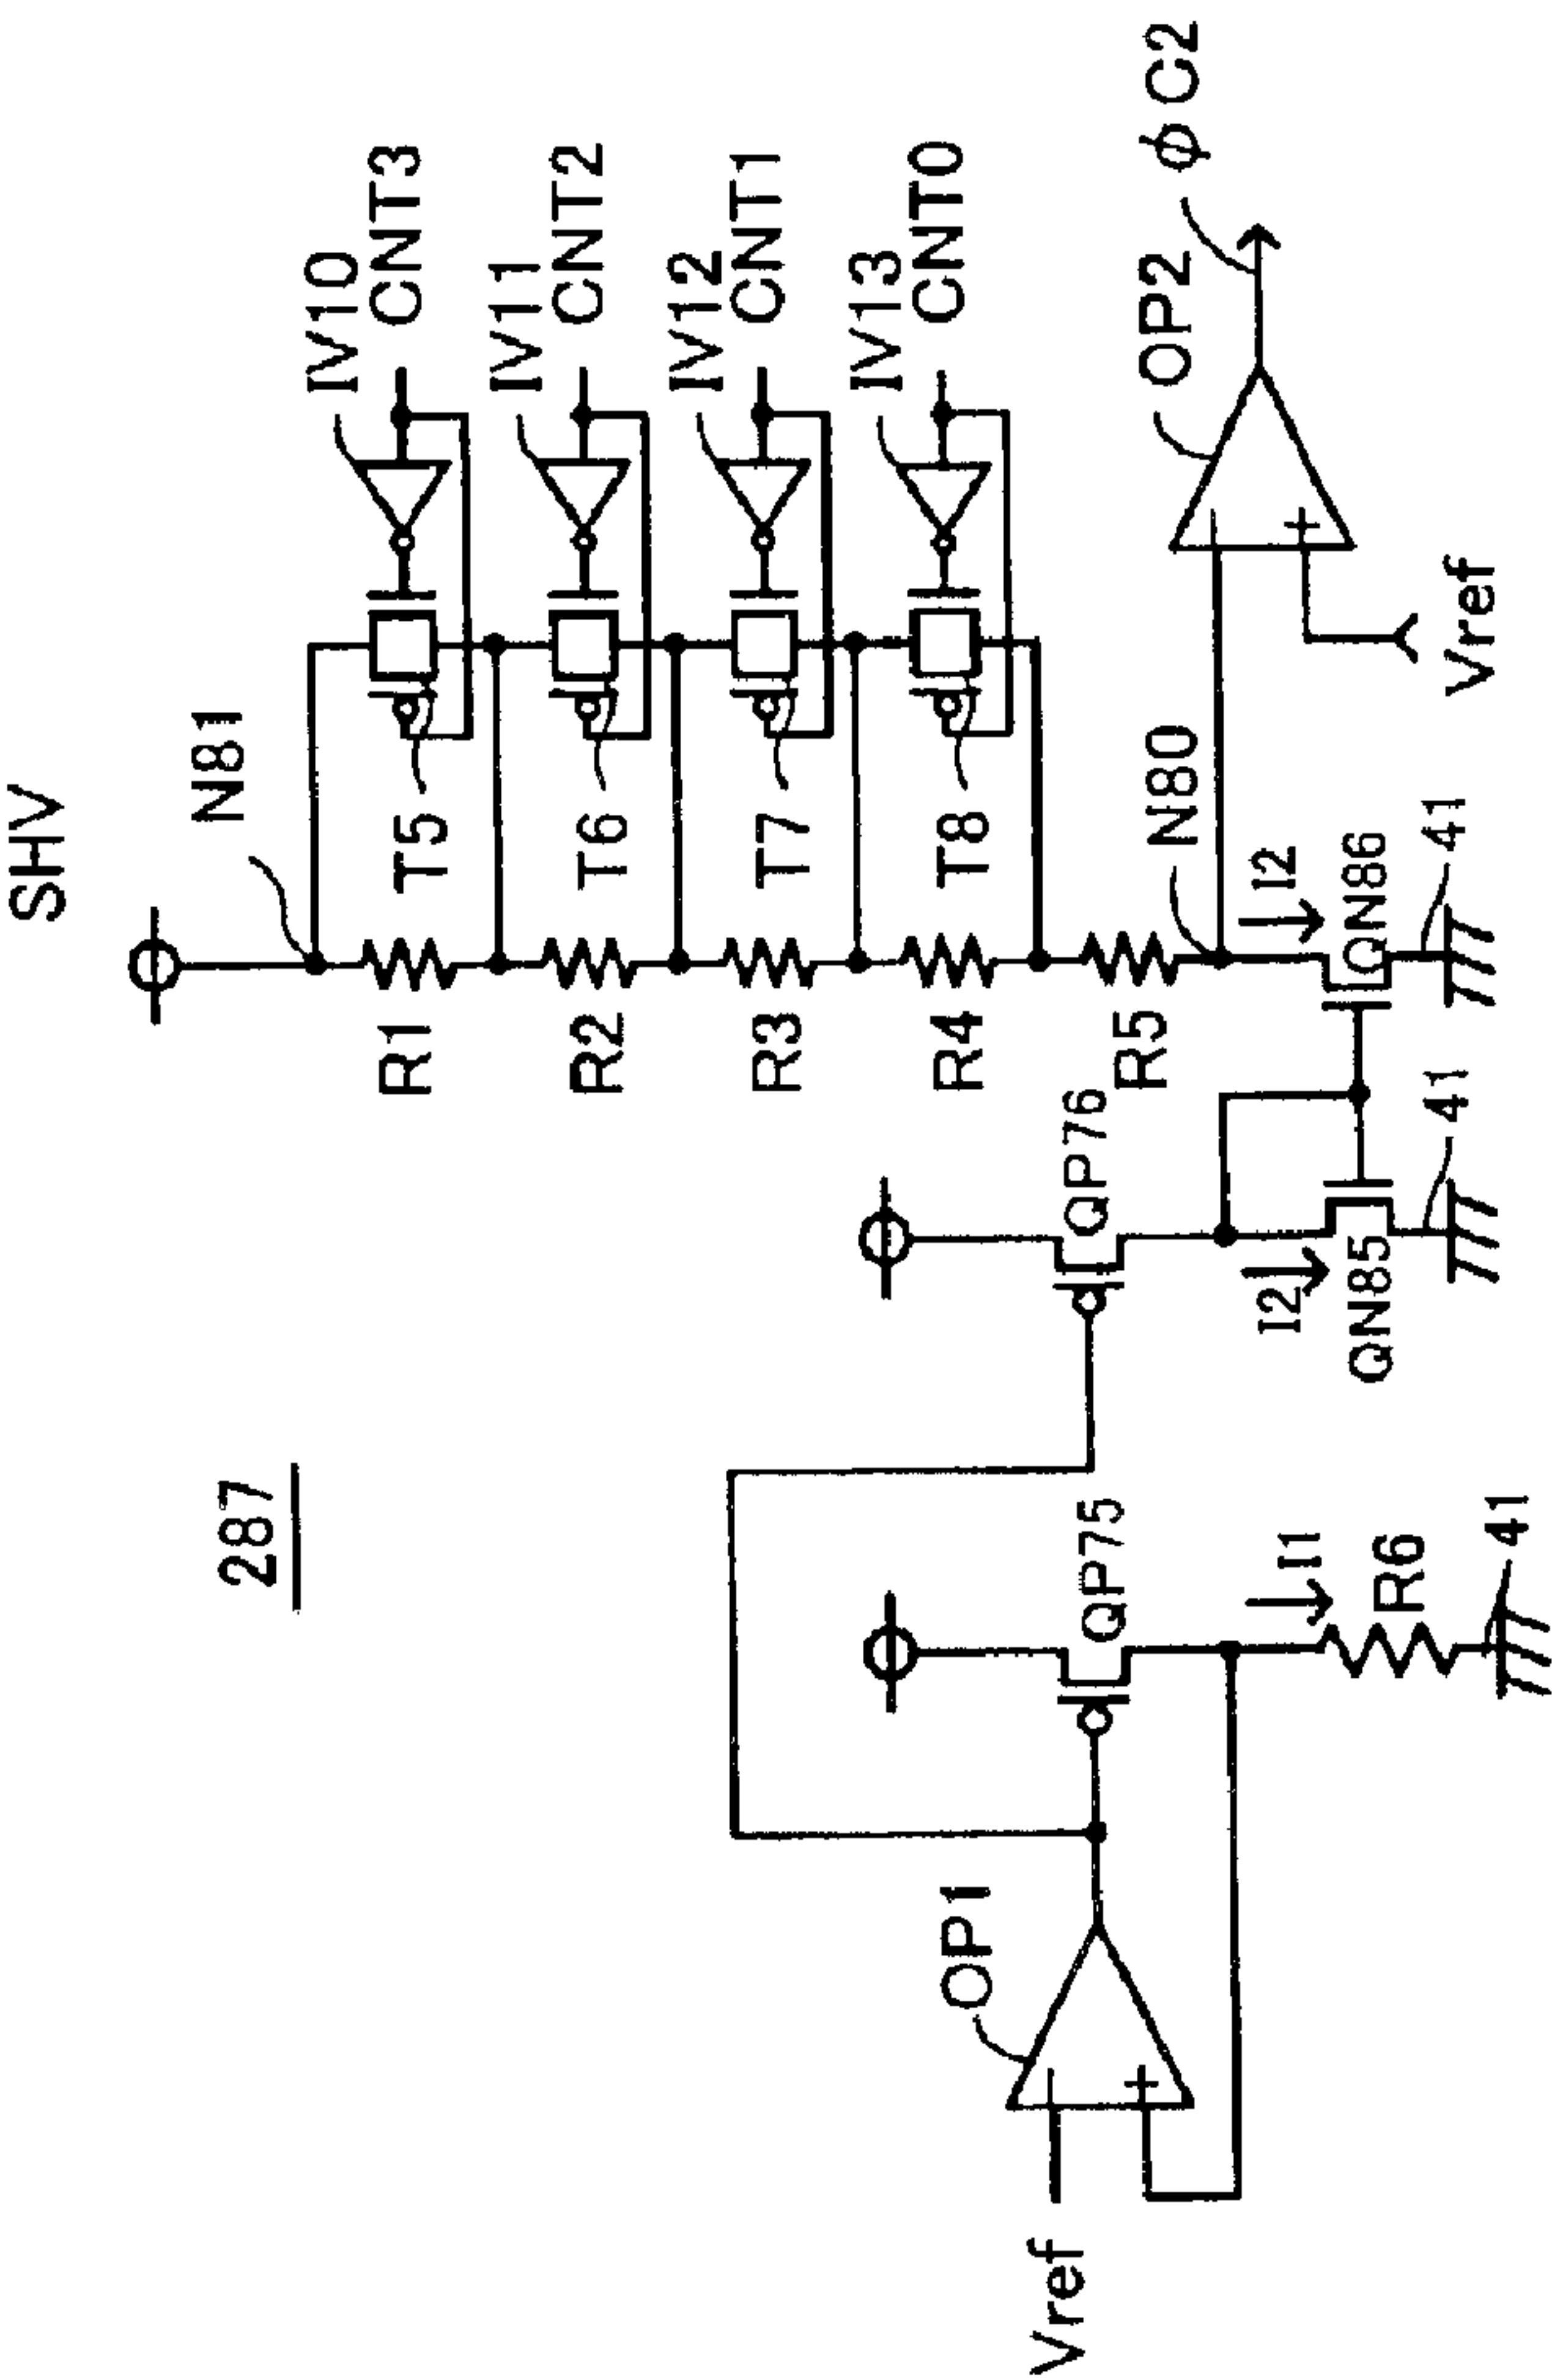 SHV
287
N81
IV10
CNT3
R1
T5
IV11
CNT2
R2
T6
IV12
CNT1
R3
T7
IV13
CNT0
R4
T8
R5
N80
OP2
φC2
Vref
OP1
QP75
QP76
I2
I2
QN86
41
QN85
41
I1
R6
41
Vref